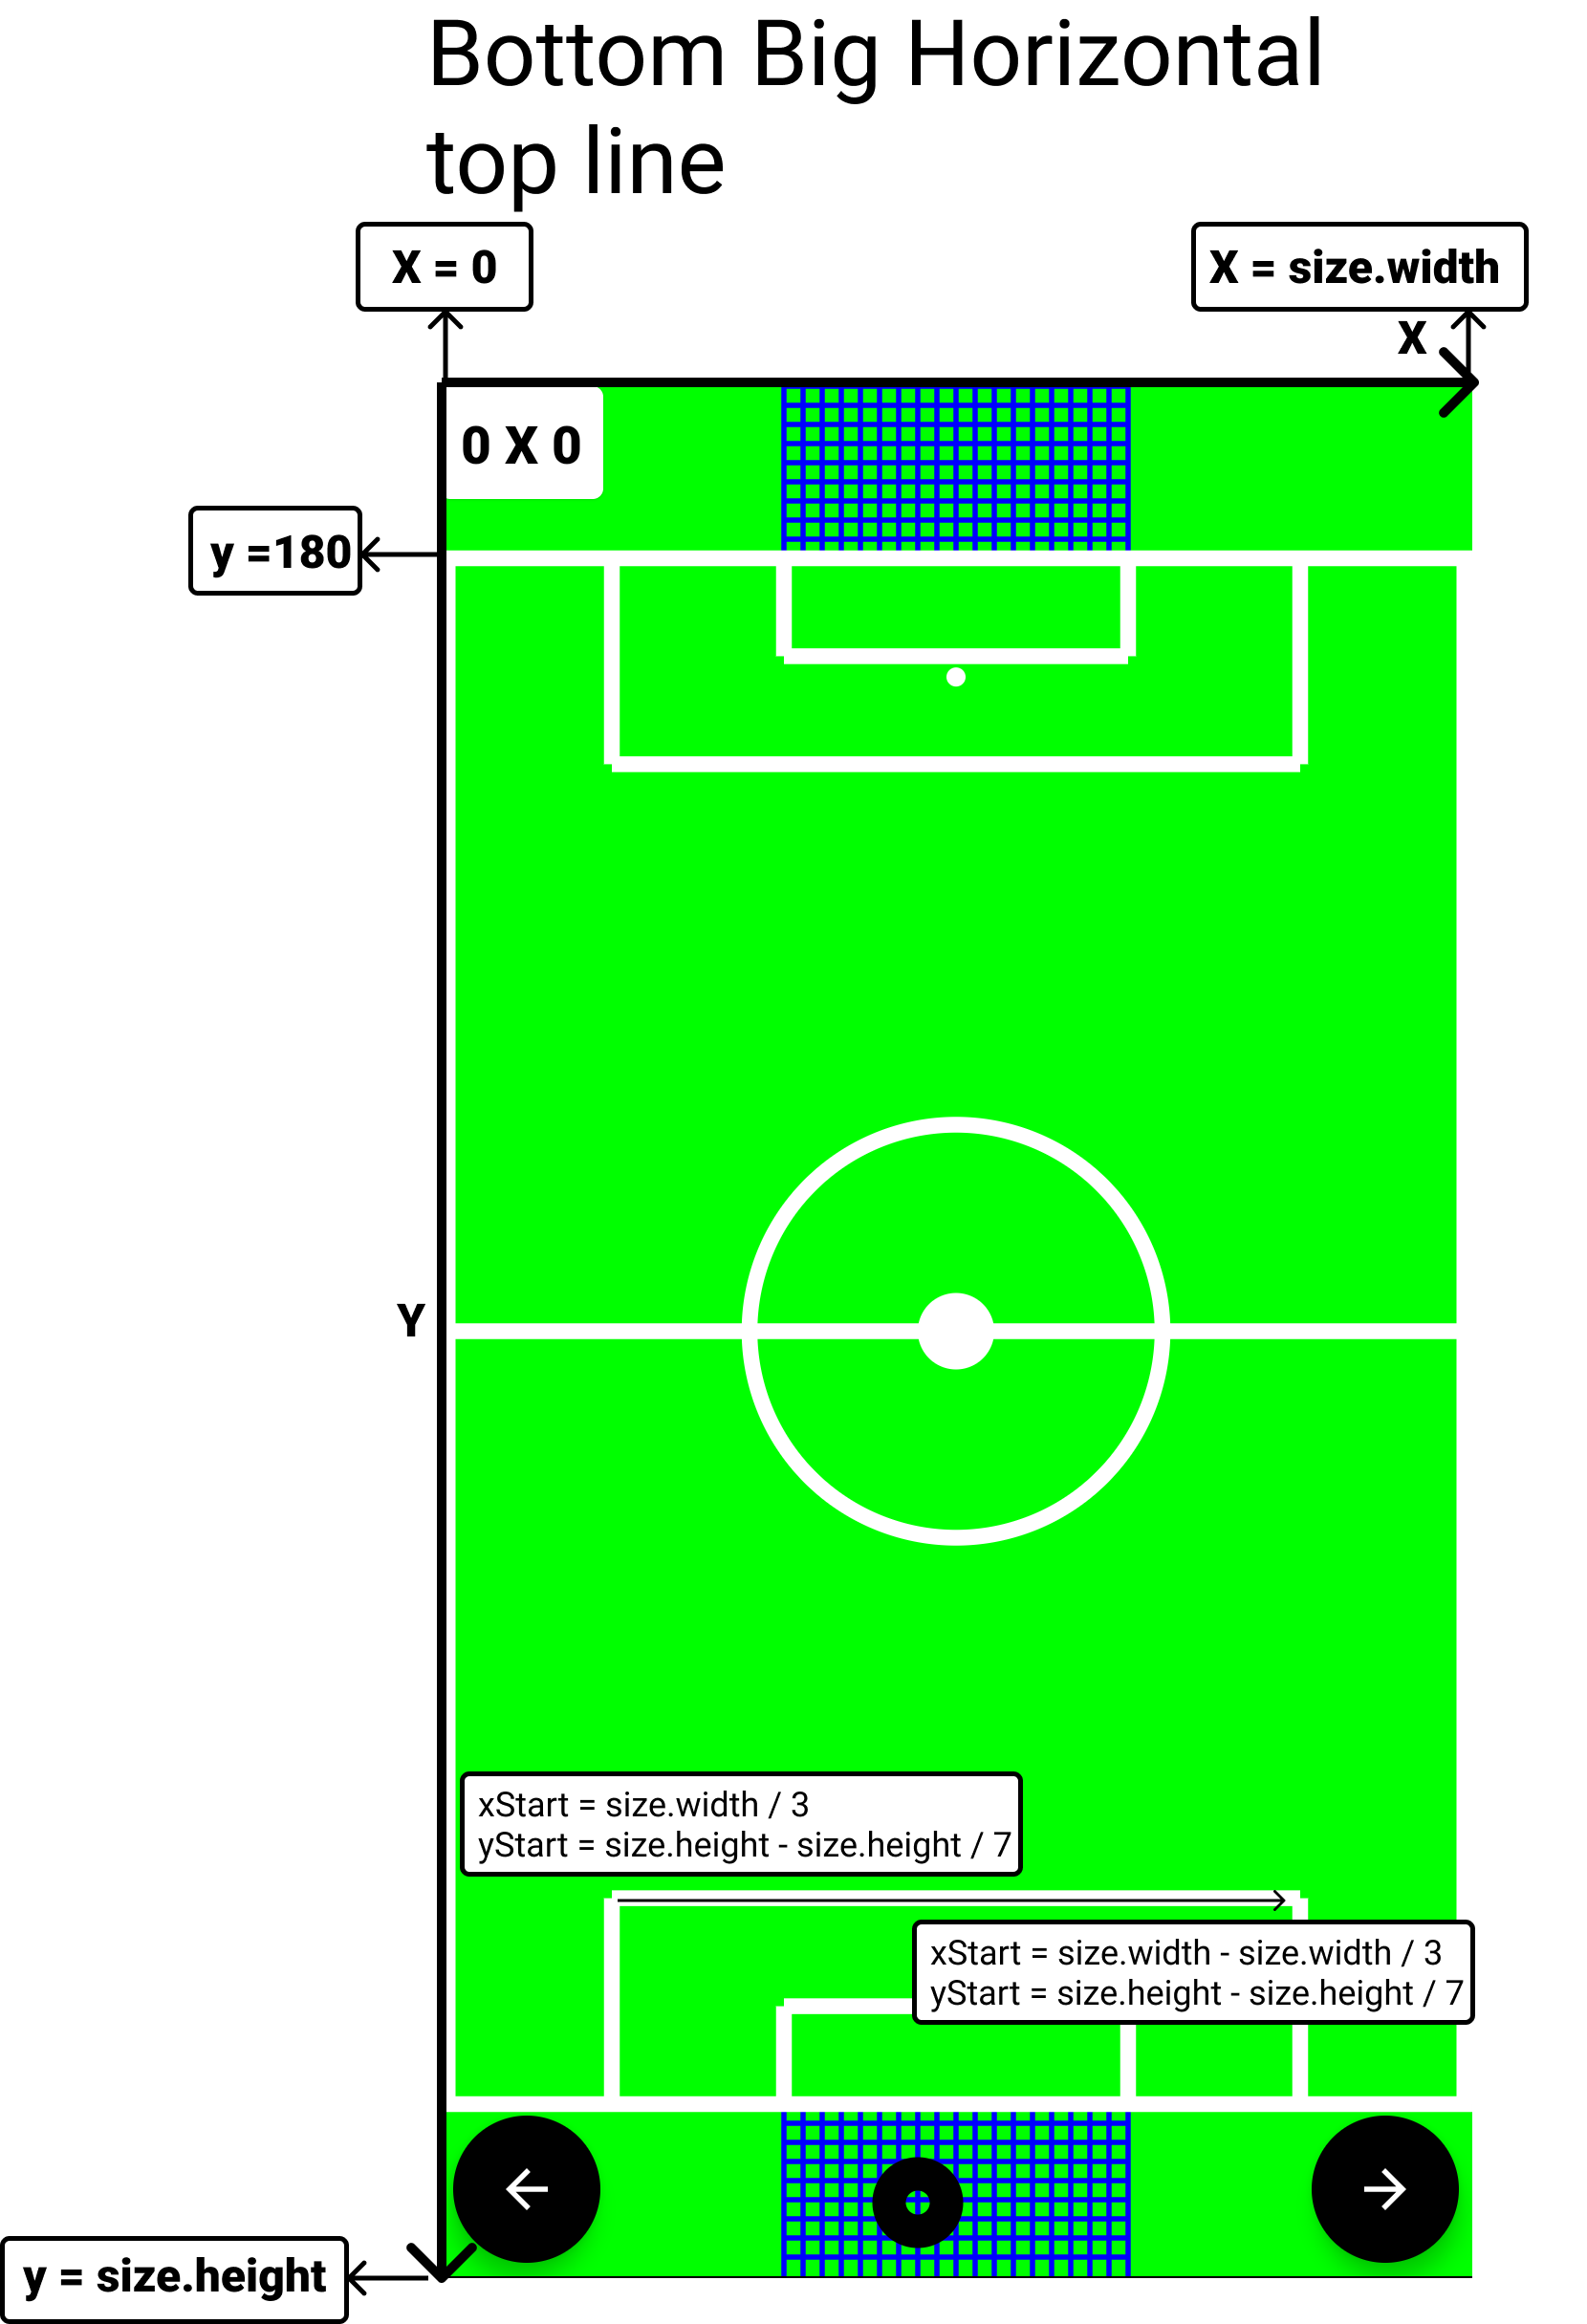 Bottom Big Horizontal
top line
X = 0
X = size.width
X
0 X 0
y =180
Y
xStart = size.width / 3
yStart = size.height - size.height / 7
xStart = size.width - size.width / 3
yStart = size.height - size.height / 7
y = size.height